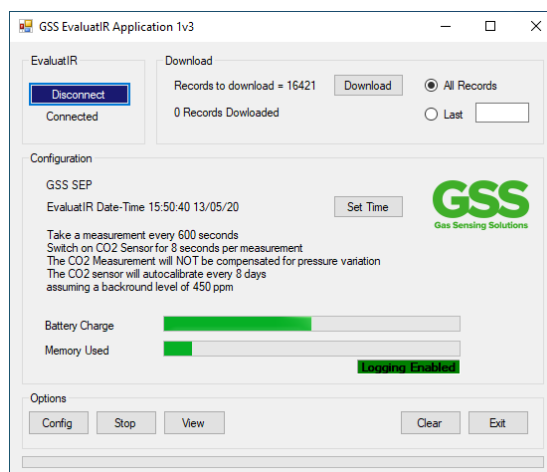 GSS EvaluatIR Application 1v3
EvaluatIR
Disconnect
Connected
Download
Records to download = 16421
Download
All Records
0 Records Dowloaded
Last
Configuration
GSS SEP
EvaluatIR Date-Time 15:50:40 13/05/20
Set Time
GSS
Gas Sensing Solutions
Take a measurement every 600 seconds
Switch on CO2 Sensor for 8 seconds per measurement
The CO2 Measurement will NOT be compensated for pressure variation
The CO2 sensor will autocalibrate every 8 days
assuming a backround level of 450 ppm
Battery Charge
Memory Used
Logging Enabled
Options
Config
Stop
View
Clear
Exit